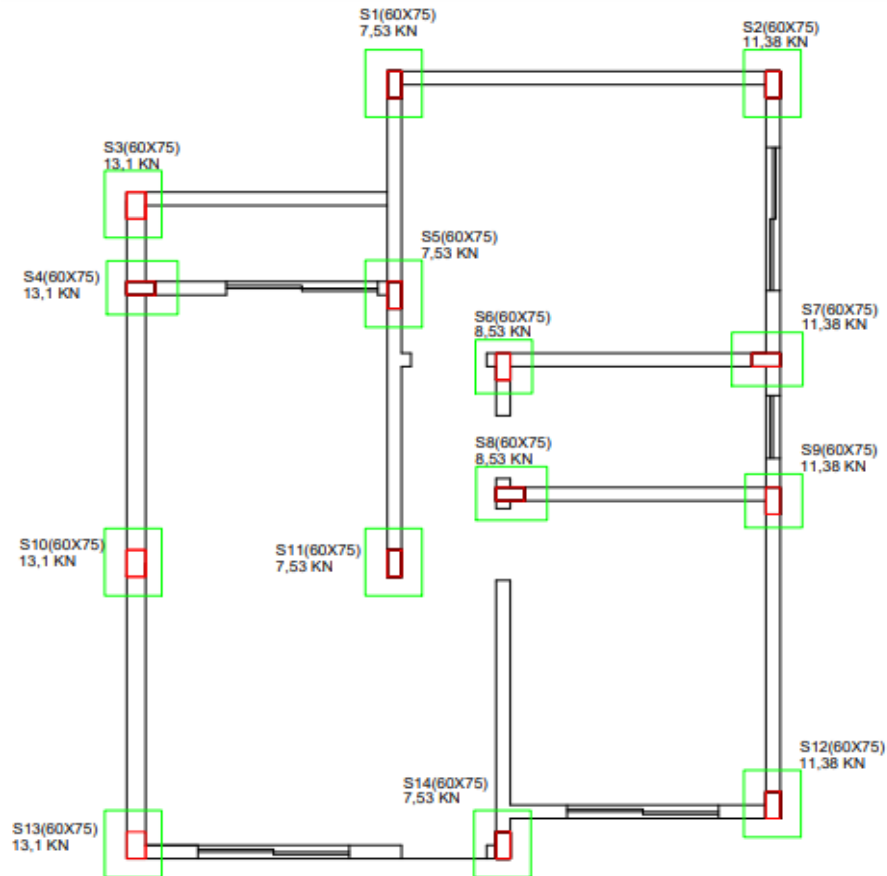 S1(60X75)
7,53 KN
S2(60X75)
11,38 KN
S3(60X75)
13,1 KN
S5(60X75)
7,53 KN
S4(60X75)
13,1 KN
S6(60X75)
8,53 KN
S7(60X75)
11,38 KN
S8(60X75)
8,53 KN
S9(60X75)
11,38 KN
S10(60X75)
13,1 KN
S11(60X75)
7,53 KN
S12(60X75)
11,38 KN
S14(60X75)
7,53 KN
S13(60X75)
13,1 KN